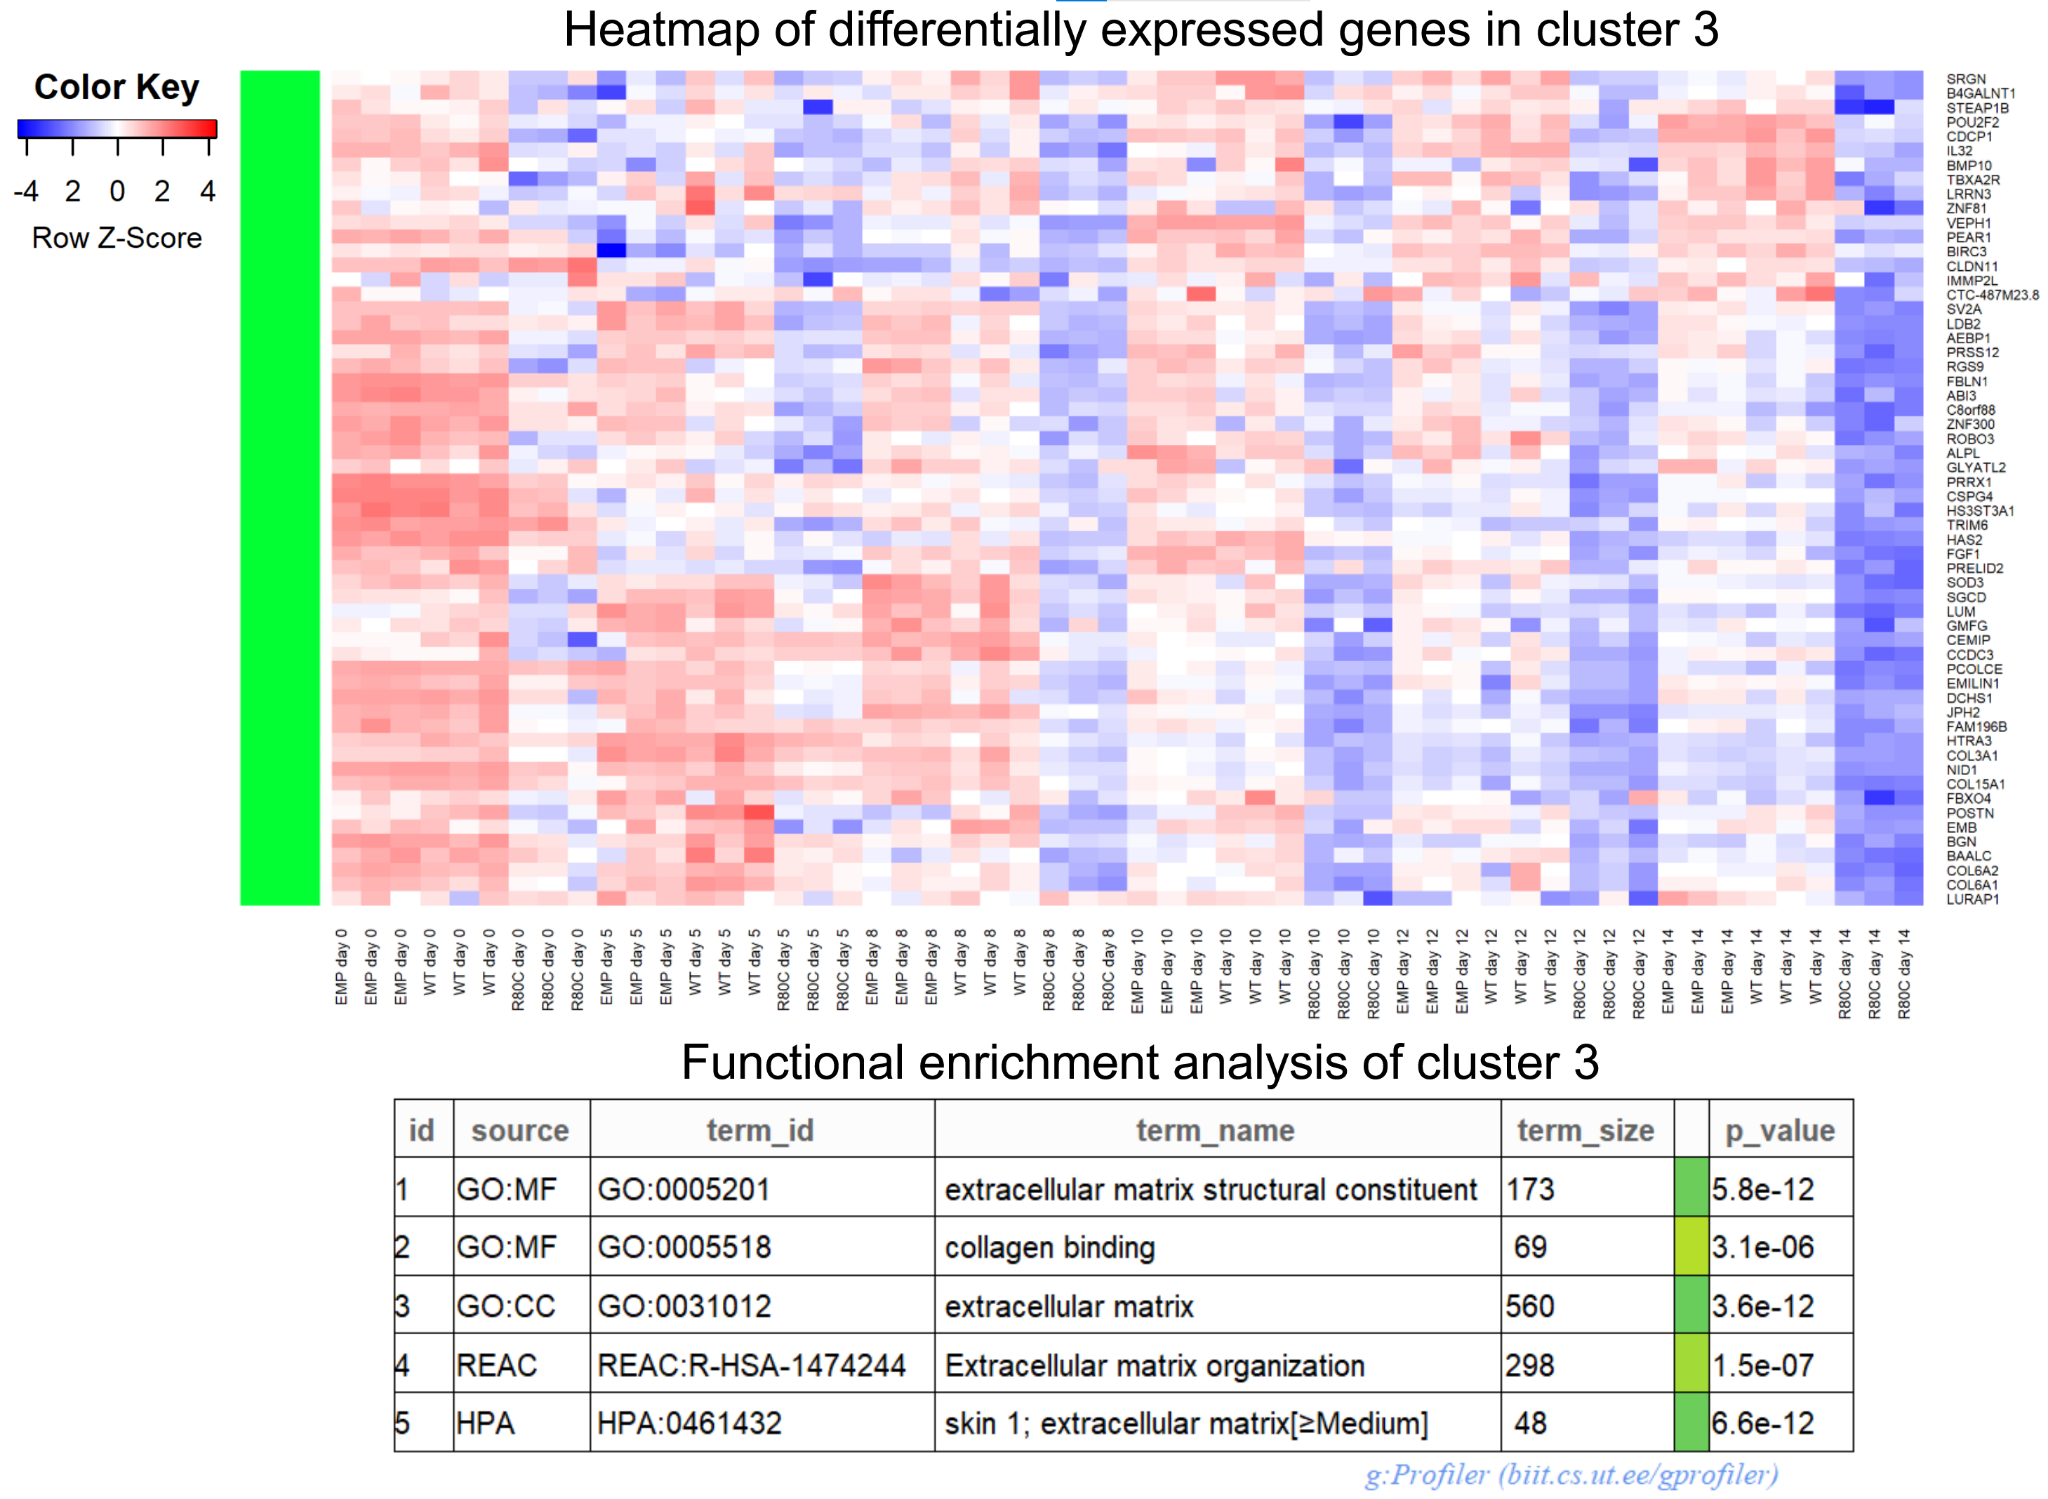 Heatmap of differentially expressed genes in cluster 3
Color Key
-4 2 0 2 4
Row Z-Score
SRGN
B4GALNT1
STEAP1B
POU2F2
CDCP1
IL32
BMP10
TBXA2R
LRRN3
ZNF81
VEPH1
PEAR1
BIRC3
CLDN11
IMMP2L
CTC-487M23.8
SV2A
LDB2
AEBP1
PRSS12
RGS9
FBLN1
ABI3
C8orf88
ZNF300
ROBO3
ALPL
GLYATL2
PRRX1
CSPG4
HS3ST3A1
TRIM6
HAS2
FGF1
PRELID2
SOD3
SGCD
LUM
GMFG
CEMIP
CCDC3
PCOLCE
EMILIN1
DCHS1
JPH2
FAM196B
HTRA3
COL3A1
NID1
COL15A1
FBXO4
POSTN
EMB
BGN
BAALC
COL6A2
COL6A1
LURAP1
EMP day 0
EMP day 0
EMP day 0
WT day 0
WT day 0
WT day 0
R80C day 0
R80C day 0
R80C day 0
EMP day 5
EMP day 5
EMP day 5
WT day 5
WT day 5
WT day 5
R80C day 5
R80C day 5
R80C day 5
EMP day 8
EMP day 8
EMP day 8
WT day 8
WT day 8
WT day 8
R80C day 8
R80C day 8
R80C day 8
EMP day 10
EMP day 10
EMP day 10
WT day 10
WT day 10
WT day 10
R80C day 10
R80C day 10
R80C day 10
EMP day 12
EMP day 12
EMP day 12
WT day 12
WT day 12
WT day 12
R80C day 12
R80C day 12
R80C day 12
EMP day 14
EMP day 14
EMP day 14
WT day 14
WT day 14
WT day 14
R80C day 14
R80C day 14
R80C day 14
Functional enrichment analysis of cluster 3
id source term_id term_name term_size p_value
1 GO:MF GO:0005201 extracellular matrix structural constituent 173 5.8e-12
2 GO:MF GO:0005518 collagen binding 69 3.1e-06
3 GO:CC GO:0031012 extracellular matrix 560 3.6e-12
4 REAC REAC:R-HSA-1474244 Extracellular matrix organization 298 1.5e-07
5 HPA HPA:0461432 skin 1; extracellular matrix[≥Medium] 48 6.6e-12
g:Profiler (biit.cs.ut.ee/gprofiler)